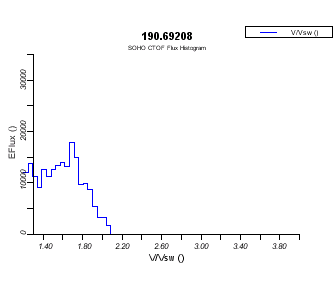 190.69208
SOHO CTOF Flux Histogram
V/Vsw ()
EFlux ()
30000
20000
10000
0
1.40 1.80 2.20 2.60 3.00 3.40 3.80
V/Vsw ()